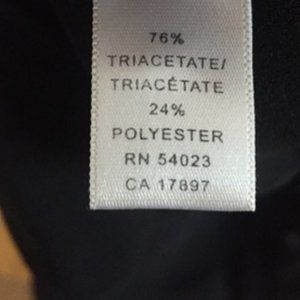 76%
TRIACETATE/
TRIACÉTATE
24%
POLYESTER
RN 54023
CA 17897